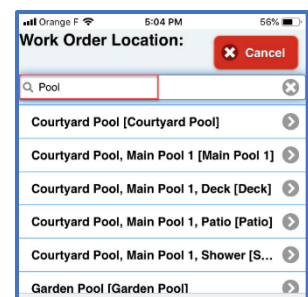 Orange F 5:04 PM 56%
Work Order Location:
Cancel
Pool
Courtyard Pool [Courtyard Pool]
Courtyard Pool, Main Pool 1 [Main Pool 1]
Courtyard Pool, Main Pool 1, Deck [Deck]
Courtyard Pool, Main Pool 1, Patio [Patio]
Courtyard Pool, Main Pool 1, Shower [S...
Garden Pool [Garden Pool]